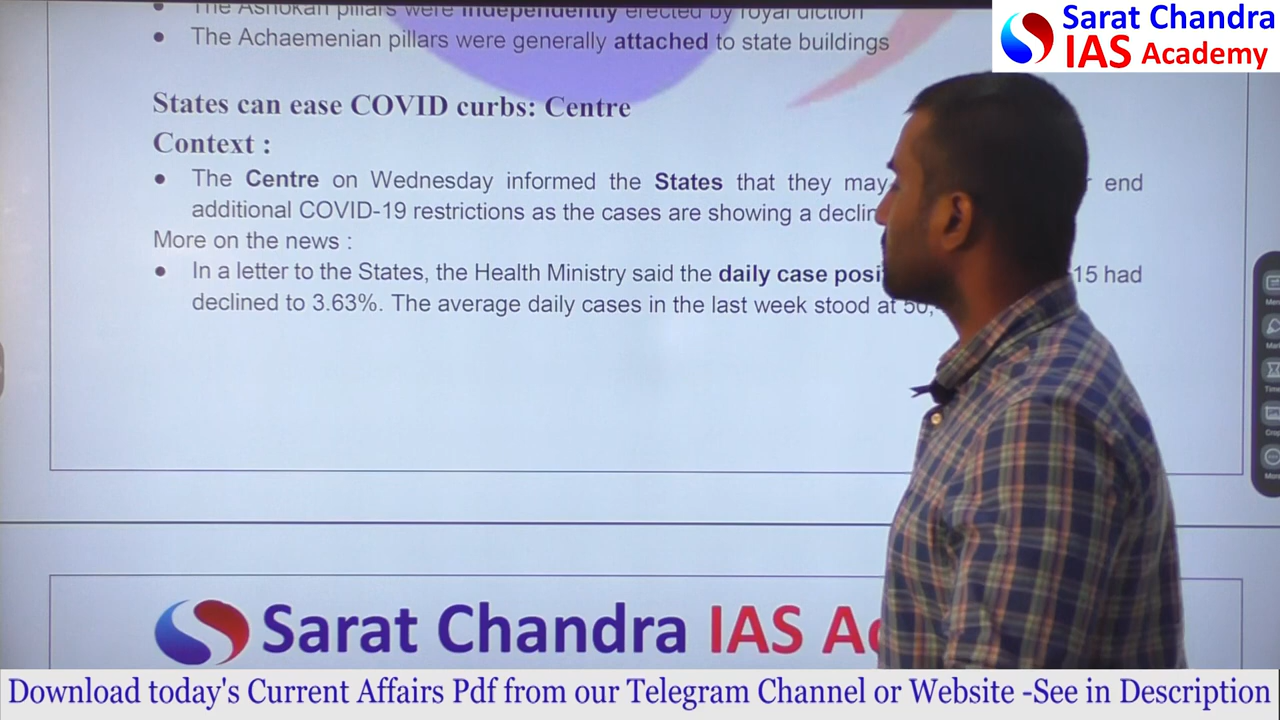 The Ashokan pillars were independently erected by royal diction
Sarat Chandra
IAS Academy
● The Achaemenian pillars were generally attached to state buildings
States can ease COVID curbs: Centre
Context :
● The Centre on Wednesday informed the States that they may end
additional COVID-19 restrictions as the cases are showing a declin
More on the news :
● In a letter to the States, the Health Ministry said the daily case posi 15 had
declined to 3.63%. The average daily cases in the last week stood at 50,
Sarat Chandra IAS Ac
Download today's Current Affairs Pdf from our Telegram Channel or Website -See in Description